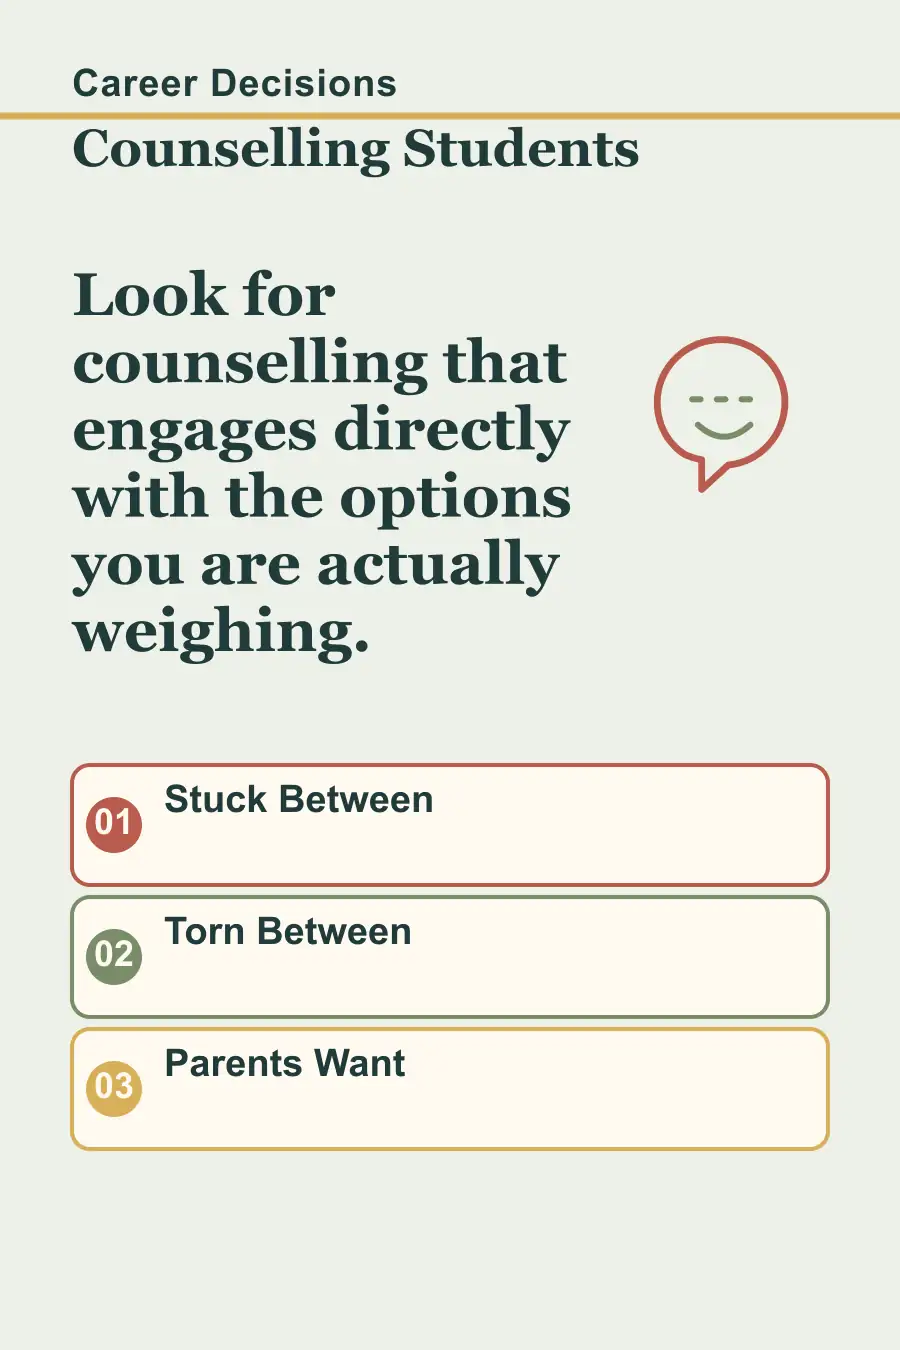 Career Decisions
Counselling Students
Look for
counselling that
engages directly
with the options
you are actually
weighing.
01 Stuck Between
02 Torn Between
03 Parents Want